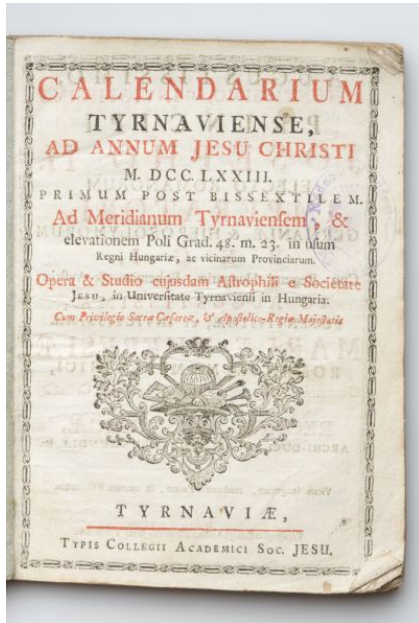 CALENDARIUM
TYRNAVIENSE,
AD ANNUM JESU CHRISTI
M. DCC. LXXIII.
PRIMUM POST BISSEXTILEM.
Ad Meridianum Tyrnaviensem, &
elevationem Poli Grad. 48. m. 23. in usum
Regni Hungariæ, ac vicinarum Provinciarum.
Opera & Studio cujusdam Astrophili e Societate
JESU, in Universitate Tyrnaviensi in Hungaria.
Cum Privilegio Sacræ Cæsareæ, & Apostolico-Regiæ Majestatis
TYRNAVIÆ,
TYPIS COLLEGII ACADEMICI SOC. JESU.